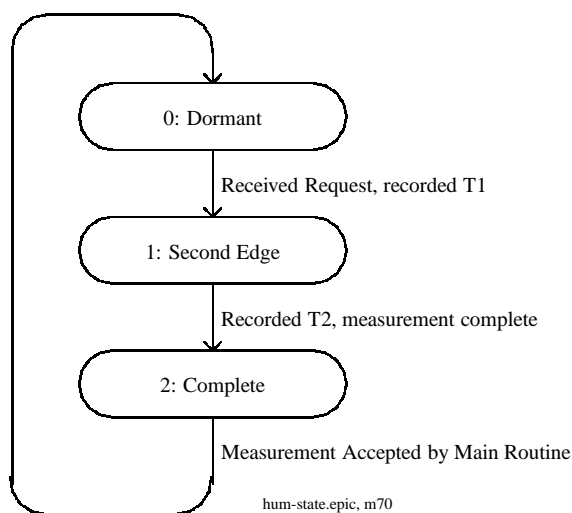 0: Dormant
Received Request, recorded T1
1: Second Edge
Recorded T2, measurement complete
2: Complete
Measurement Accepted by Main Routine
hum-state.epic, m70